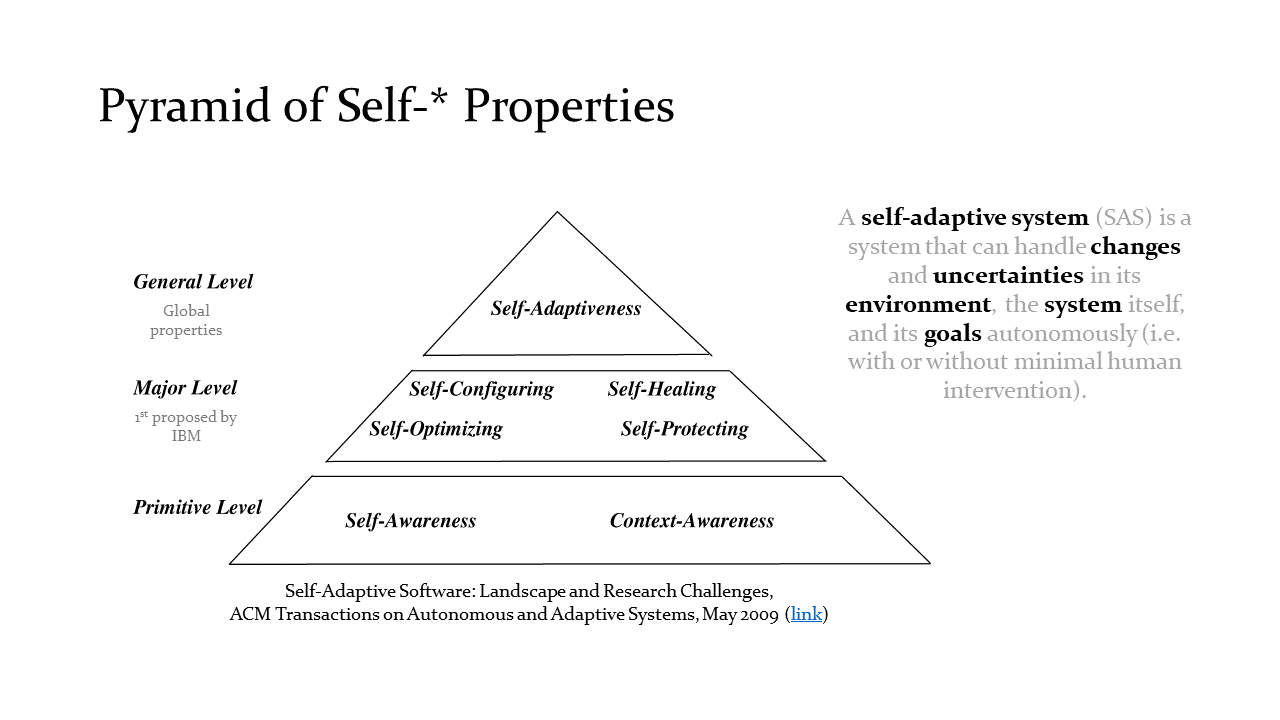 Pyramid of Self-* Properties
General Level
Global
properties
Self-Adaptiveness
Major Level
1st proposed by
IBM
Self-Configuring Self-Healing
Self-Optimizing Self-Protecting
Primitive Level
Self-Awareness Context-Awareness
Self-Adaptive Software: Landscape and Research Challenges,
ACM Transactions on Autonomous and Adaptive Systems, May 2009 (link)
A self-adaptive system (SAS) is a
system that can handle changes
and uncertainties in its
environment, the system itself,
and its goals autonomously (i.e.
with or without minimal human
intervention).